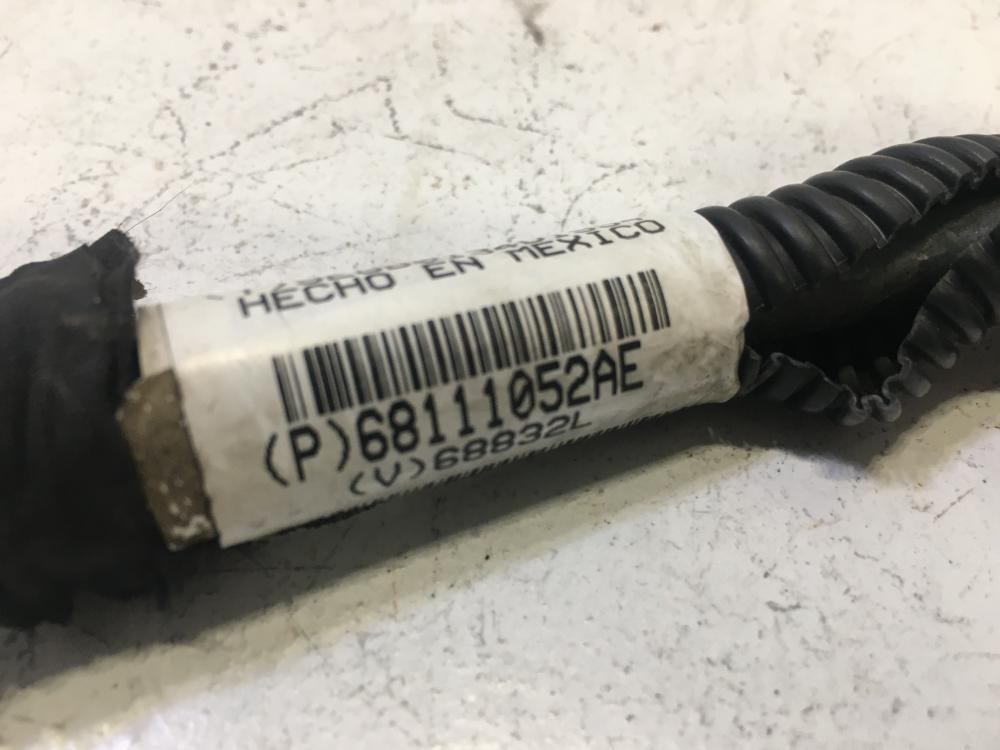 HECHO EN MEXICO
(P)68111052AE
(V)68832L